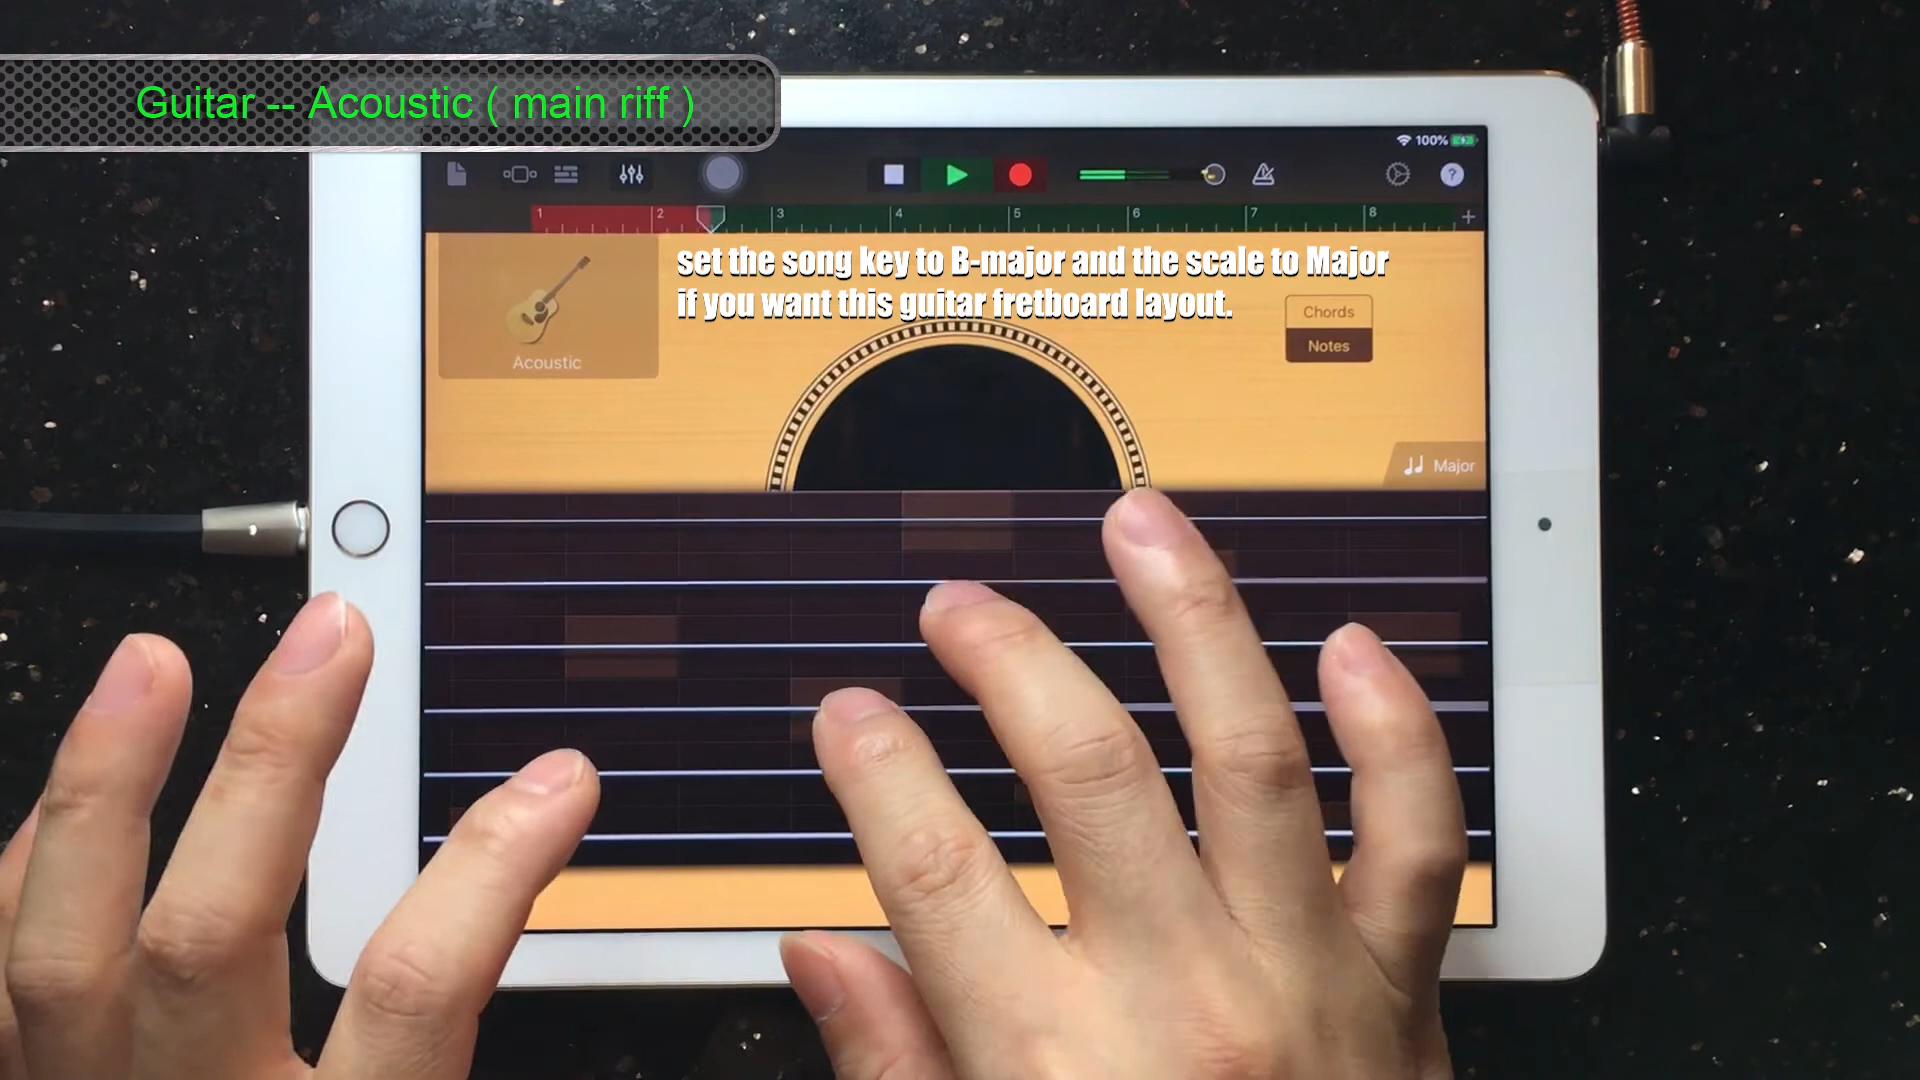 Guitar -- Acoustic ( main riff )
100%
?
1 2 3 4 5 6 7 8 +
set the song key to B-major and the scale to Major
if you want this guitar fretboard layout.
Chords
Notes
Acoustic
Major